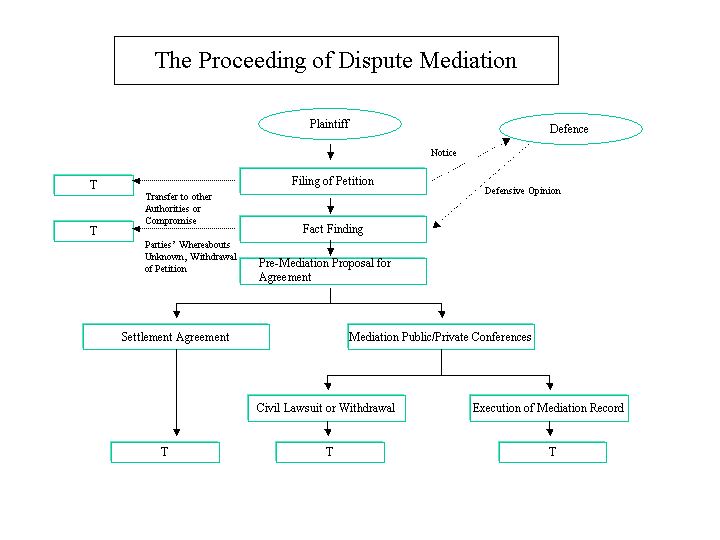 The Proceeding of Dispute Mediation
Plaintiff
Defence
Notice
Filing of Petition
T
Defensive Opinion
Transfer to other
Authorities or
Compromise
Fact Finding
T
Parties’ Whereabouts
Unknown, Withdrawal
of Petition
Pre-Mediation Proposal for
Agreement
Settlement Agreement
Mediation Public/Private Conferences
Civil Lawsuit or Withdrawal
Execution of Mediation Record
T
T
T